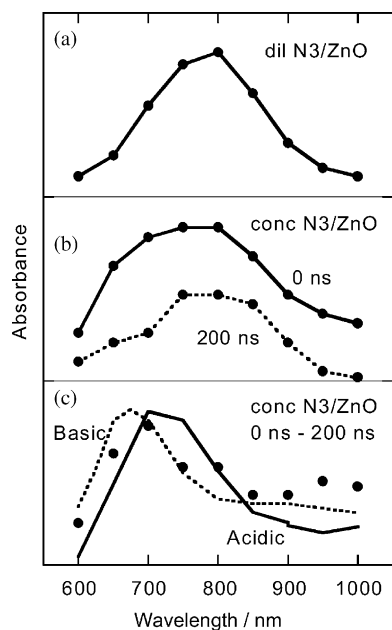 (a)
dil N3/ZnO
(b)
conc N3/ZnO
0 ns
200 ns
(c)
conc N3/ZnO
0 ns - 200 ns
Basic
Acidic
Absorbance
600 700 800 900 1000
Wavelength / nm